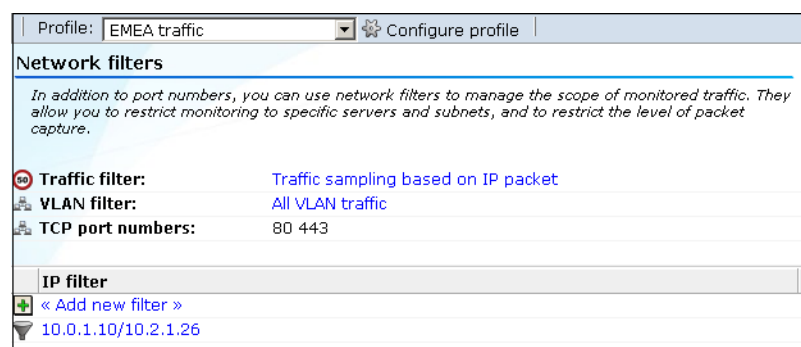 Profile: EMEA traffic Configure profile
Network filters
In addition to port numbers, you can use network filters to manage the scope of monitored traffic. They
allow you to restrict monitoring to specific servers and subnets, and to restrict the level of packet
capture.
50 Traffic filter: Traffic sampling based on IP packet
VLAN filter: All VLAN traffic
TCP port numbers: 80 443
IP filter
« Add new filter »
10.0.1.10/10.2.1.26